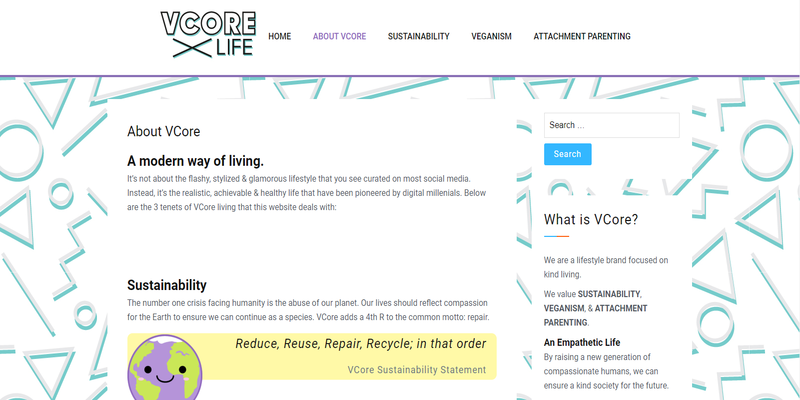 VCORE
LIFE
HOME
ABOUT VCORE
SUSTAINABILITY
VEGANISM
ATTACHMENT PARENTING
About VCore
A modern way of living.
It's not about the flashy, stylized & glamorous lifestyle that you see curated on most social media.
Instead, it's the realistic, achievable & healthy life that have been pioneered by digital millenials. Below
are the 3 tenets of VCore living that this website deals with:
Sustainability
The number one crisis facing humanity is the abuse of our planet. Our lives should reflect compassion
for the Earth to ensure we can continue as a species. VCore adds a 4th R to the common motto: repair.
Reduce, Reuse, Repair, Recycle; in that order
VCore Sustainability Statement
Search ...
Search
What is VCore?
We are a lifestyle brand focused on
kind living.
We value SUSTAINABILITY,
VEGANISM, & ATTACHMENT
PARENTING.
An Empathetic Life
By raising a new generation of
compassionate humans, we can
ensure a kind society for the future.